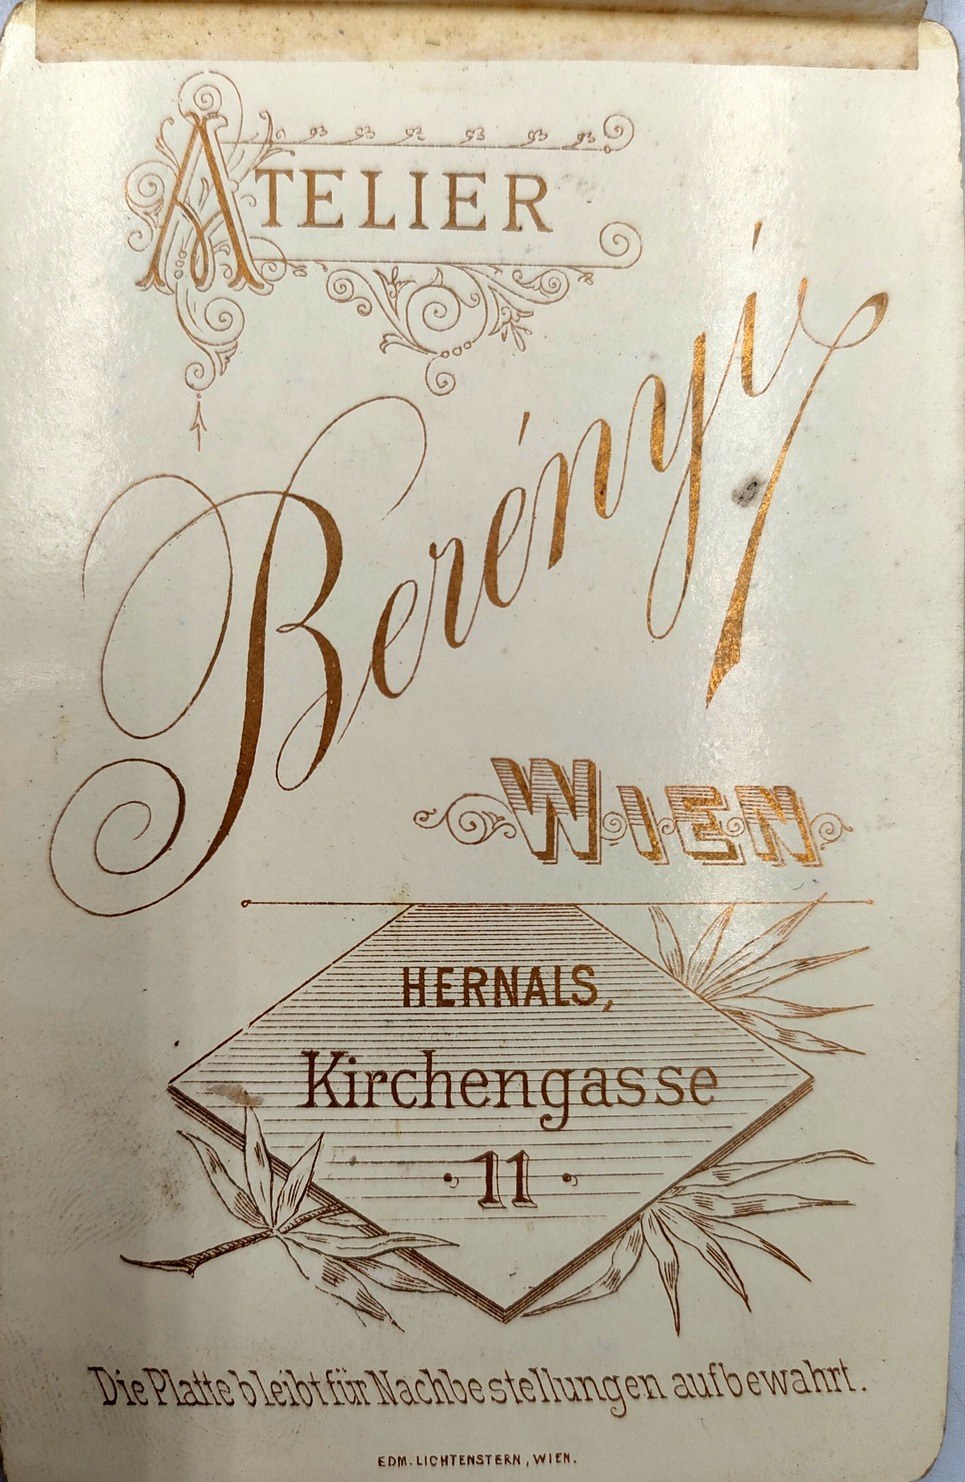 ATELIER
Berényi
WIEN
HERNALS,
Kirchengasse
· 11 ·
Die Platte bleibt für Nachbestellungen aufbewahrt.
EDM. LICHTENSTERN, WIEN.